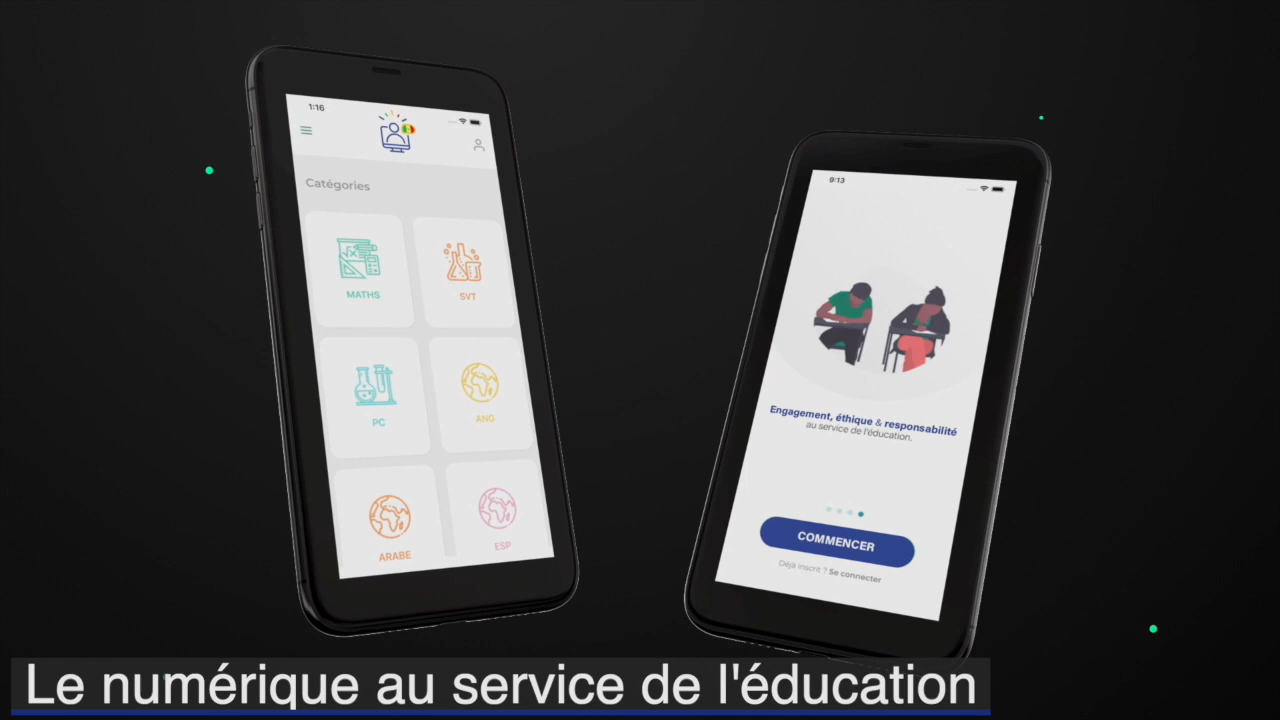 1:16
Catégories
MATHS
SVT
PC
ANG
ARABE
ESP
9:13
Engagement, éthique & responsabilité
au service de l'éducation.
COMMENCER
Déjà inscrit ? Se connecter
Le numérique au service de l'éducation